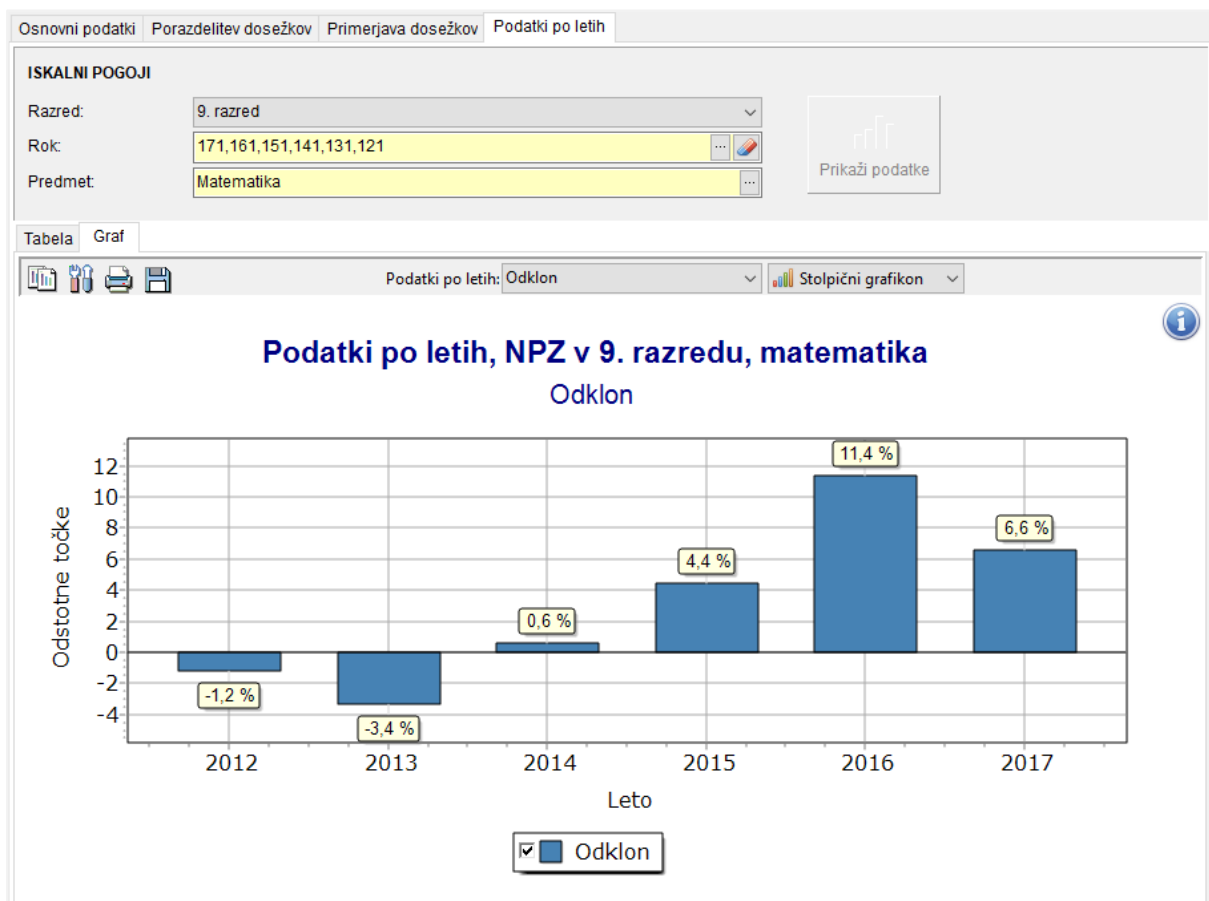 Osnovni podatki Porazdelitev dosežkov Primerjava dosežkov Podatki po letih
ISKALNI POGOJI
Razred: 9. razred
Rok: 171,161,151,141,131,121 ...
Predmet: Matematika ...
Prikaži podatke
Tabela Graf
Podatki po letih: Odklon Stolpični grafikon
Podatki po letih, NPZ v 9. razredu, matematika
Odklon
Odstotne točke
12
10
8
6
4
2
0
-2
-4
-1,2 %
-3,4 %
0,6 %
4,4 %
11,4 %
6,6 %
2012 2013 2014 2015 2016 2017
Leto
Odklon